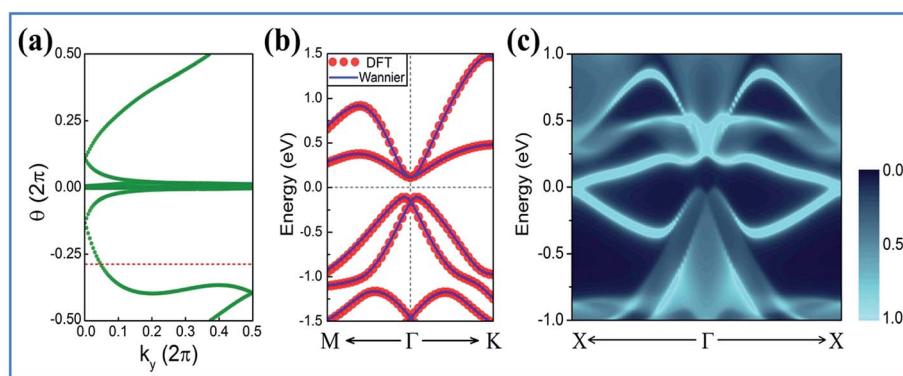 (a)
0.50
0.25
0.00
-0.25
-0.50
θ (2π)
0.0 0.1 0.2 0.3 0.4 0.5
k_y (2π)
(b)
1.5
1.0
0.5
0.0
-0.5
-1.0
-1.5
Energy (eV)
DFT
Wannier
M Γ K
(c)
1.0
0.5
0.0
-0.5
-1.0
Energy (eV)
X Γ X
0.0
0.5
1.0